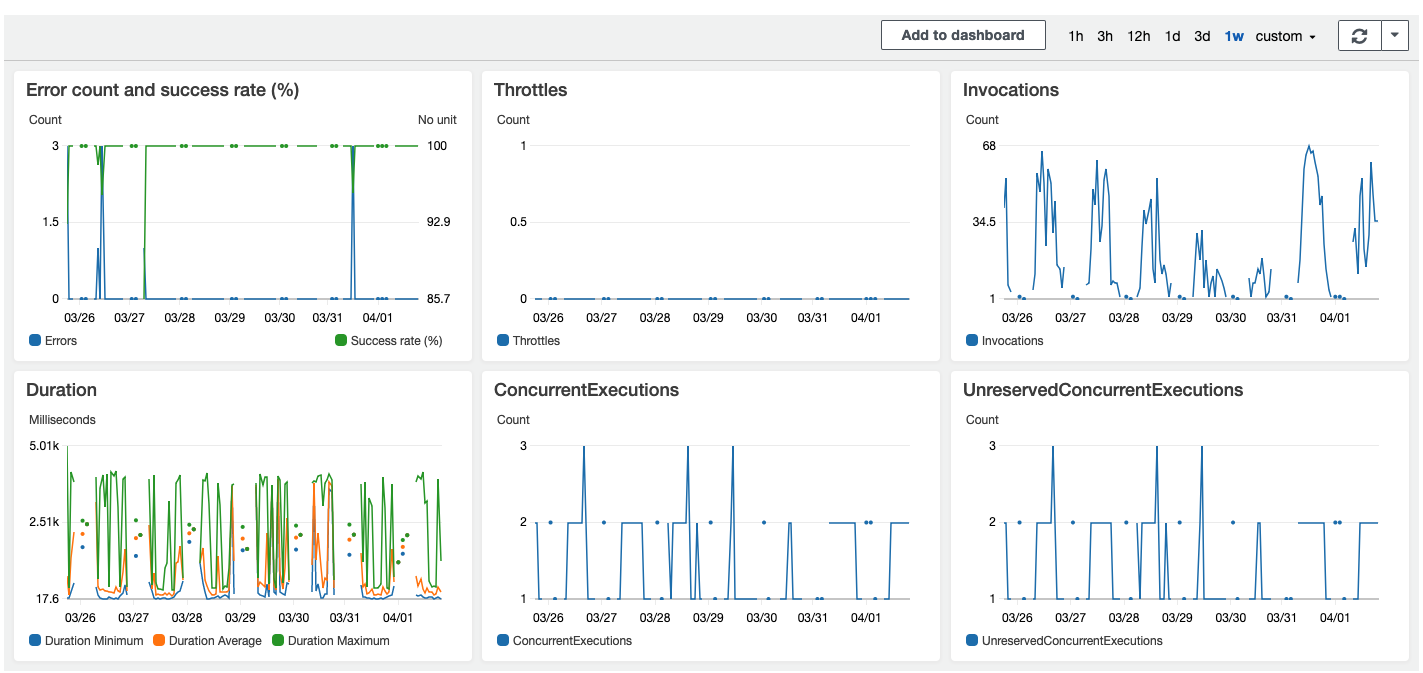 Add to dashboard 1h 3h 12h 1d 3d 1w custom
Error count and success rate (%)
Count No unit
3 100
1.5 92.9
0 85.7
03/26 03/27 03/28 03/29 03/30 03/31 04/01
Errors Success rate (%)
Throttles
Count
1
0.5
0
03/26 03/27 03/28 03/29 03/30 03/31 04/01
Throttles
Invocations
Count
68
34.5
1
03/26 03/27 03/28 03/29 03/30 03/31 04/01
Invocations
Duration
Milliseconds
5.01k
2.51k
17.6
03/26 03/27 03/28 03/29 03/30 03/31 04/01
Duration Minimum Duration Average Duration Maximum
ConcurrentExecutions
Count
3
2
1
03/26 03/27 03/28 03/29 03/30 03/31 04/01
ConcurrentExecutions
UnreservedConcurrentExecutions
Count
3
2
1
03/26 03/27 03/28 03/29 03/30 03/31 04/01
UnreservedConcurrentExecutions